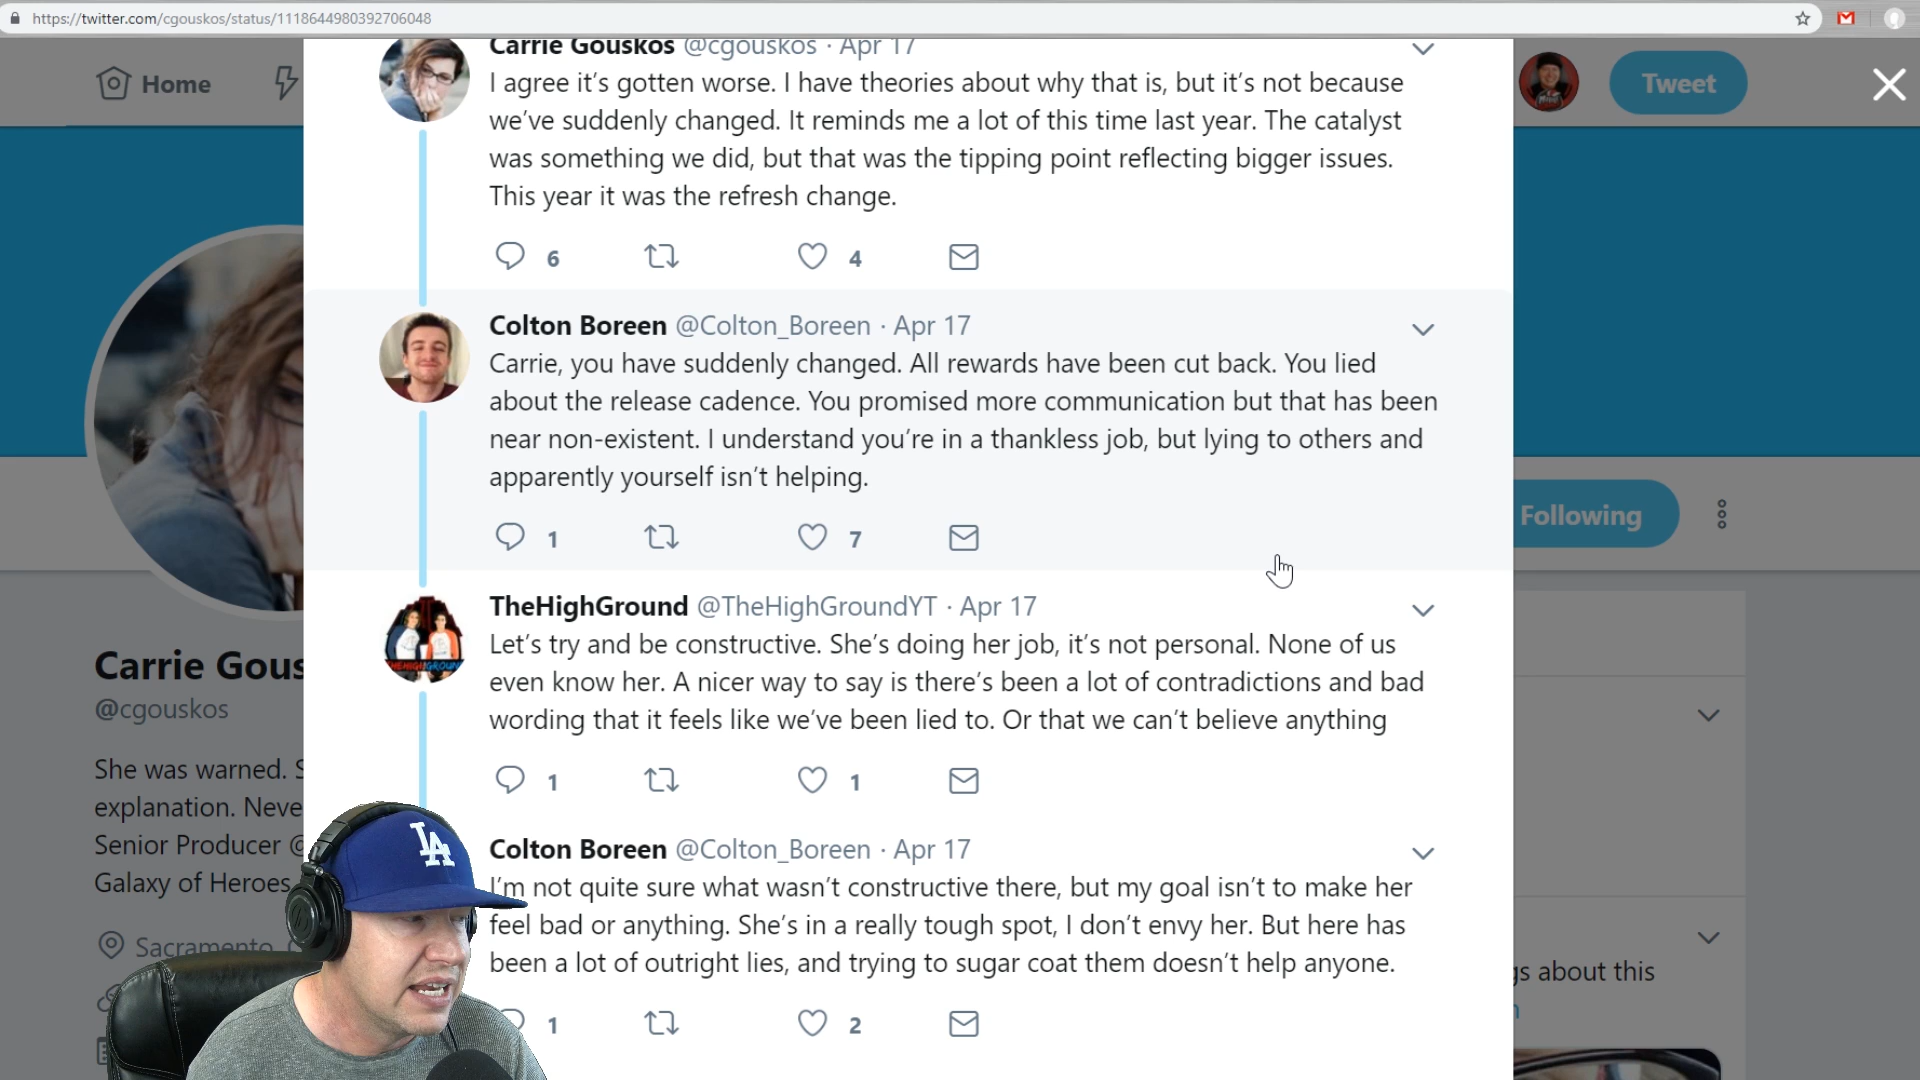 https://twitter.com/cgouskos/status/1118644980392706048
Home
Tweet
Carrie Gouskos @cgouskos · Apr 17
I agree it's gotten worse. I have theories about why that is, but it's not because
we've suddenly changed. It reminds me a lot of this time last year. The catalyst
was something we did, but that was the tipping point reflecting bigger issues.
This year it was the refresh change.
6 4
Colton Boreen @Colton_Boreen · Apr 17
Carrie, you have suddenly changed. All rewards have been cut back. You lied
about the release cadence. You promised more communication but that has been
near non-existent. I understand you're in a thankless job, but lying to others and
apparently yourself isn't helping.
1 7
Following
TheHighGround @TheHighGroundYT · Apr 17
Let's try and be constructive. She's doing her job, it's not personal. None of us
even know her. A nicer way to say is there's been a lot of contradictions and bad
wording that it feels like we've been lied to. Or that we can't believe anything
1 1
Colton Boreen @Colton_Boreen · Apr 17
I'm not quite sure what wasn't constructive there, but my goal isn't to make her
feel bad or anything. She's in a really tough spot, I don't envy her. But here has
been a lot of outright lies, and trying to sugar coat them doesn't help anyone.
1 2
Carrie Gous
@cgouskos
She was warned. S
explanation. Neve
Senior Producer @
Galaxy of Heroes
Sacramento
gs about this
LA